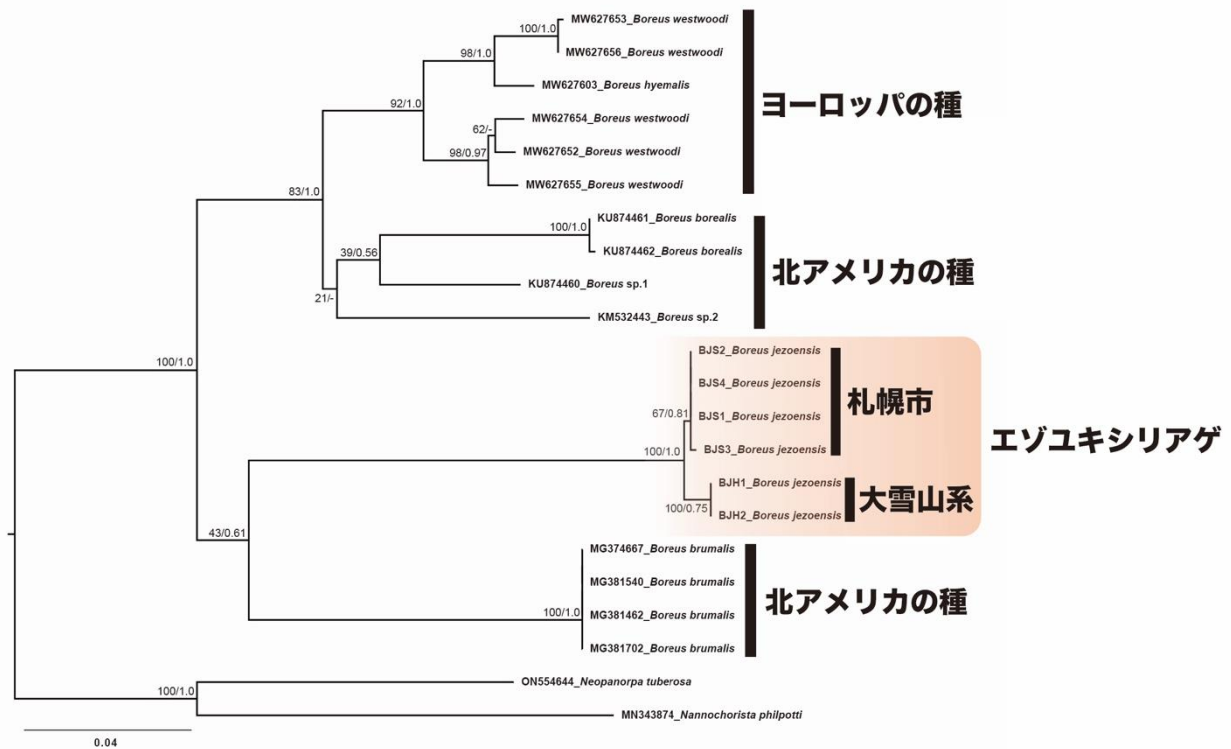 MW627653_Boreus westwoodi
100/1.0
MW627656_Boreus westwoodi
98/1.0
MW627603_Boreus hyemalis
ヨーロッパの種
92/1.0
MW627654_Boreus westwoodi
62/-
MW627652_Boreus westwoodi
98/0.97
MW627655_Boreus westwoodi
83/1.0
KU874461_Boreus borealis
100/1.0
KU874462_Boreus borealis
39/0.56
北アメリカの種
KU874460_Boreus sp.1
21/-
KM532443_Boreus sp.2
BJS2_Boreus jezoensis
100/1.0
BJS4_Boreus jezoensis
札幌市
67/0.81
BJS1_Boreus jezoensis
エゾユキシリアゲ
BJS3_Boreus jezoensis
100/1.0
BJH1_Boreus jezoensis
大雪山系
100/0.75
BJH2_Boreus jezoensis
43/0.61
MG374667_Boreus brumalis
MG381540_Boreus brumalis
北アメリカの種
100/1.0
MG381462_Boreus brumalis
MG381702_Boreus brumalis
ON554644_Neopanorpa tuberosa
100/1.0
MN343874_Nannochorista philpotti
0.04